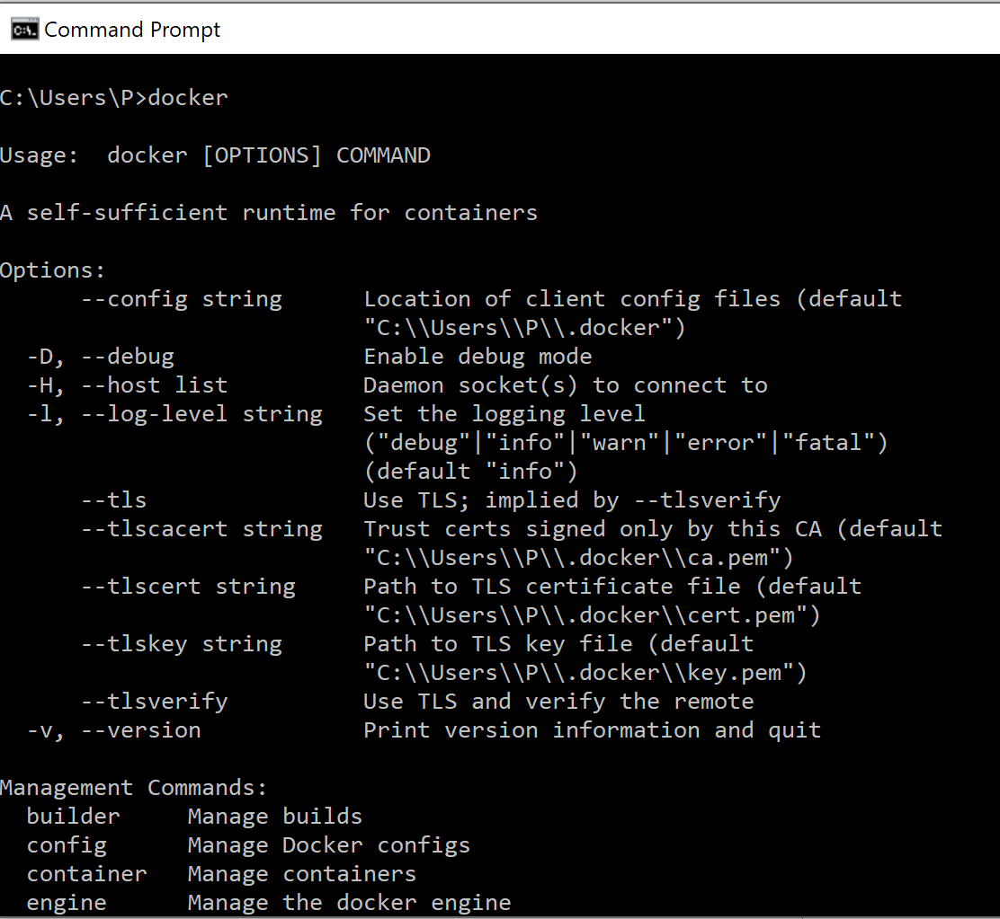 Command Prompt
C:\Users\P>docker
Usage:  docker [OPTIONS] COMMAND
A self-sufficient runtime for containers
Options:
      --config string      Location of client config files (default
                           "C:\\Users\\P\\.docker")
  -D, --debug              Enable debug mode
  -H, --host list          Daemon socket(s) to connect to
  -l, --log-level string   Set the logging level
                           ("debug"|"info"|"warn"|"error"|"fatal")
                           (default "info")
      --tls                Use TLS; implied by --tlsverify
      --tlscacert string   Trust certs signed only by this CA (default
                           "C:\\Users\\P\\.docker\\ca.pem")
      --tlscert string     Path to TLS certificate file (default
                           "C:\\Users\\P\\.docker\\cert.pem")
      --tlskey string      Path to TLS key file (default
                           "C:\\Users\\P\\.docker\\key.pem")
      --tlsverify          Use TLS and verify the remote
  -v, --version            Print version information and quit
Management Commands:
  builder     Manage builds
  config      Manage Docker configs
  container   Manage containers
  engine      Manage the docker engine